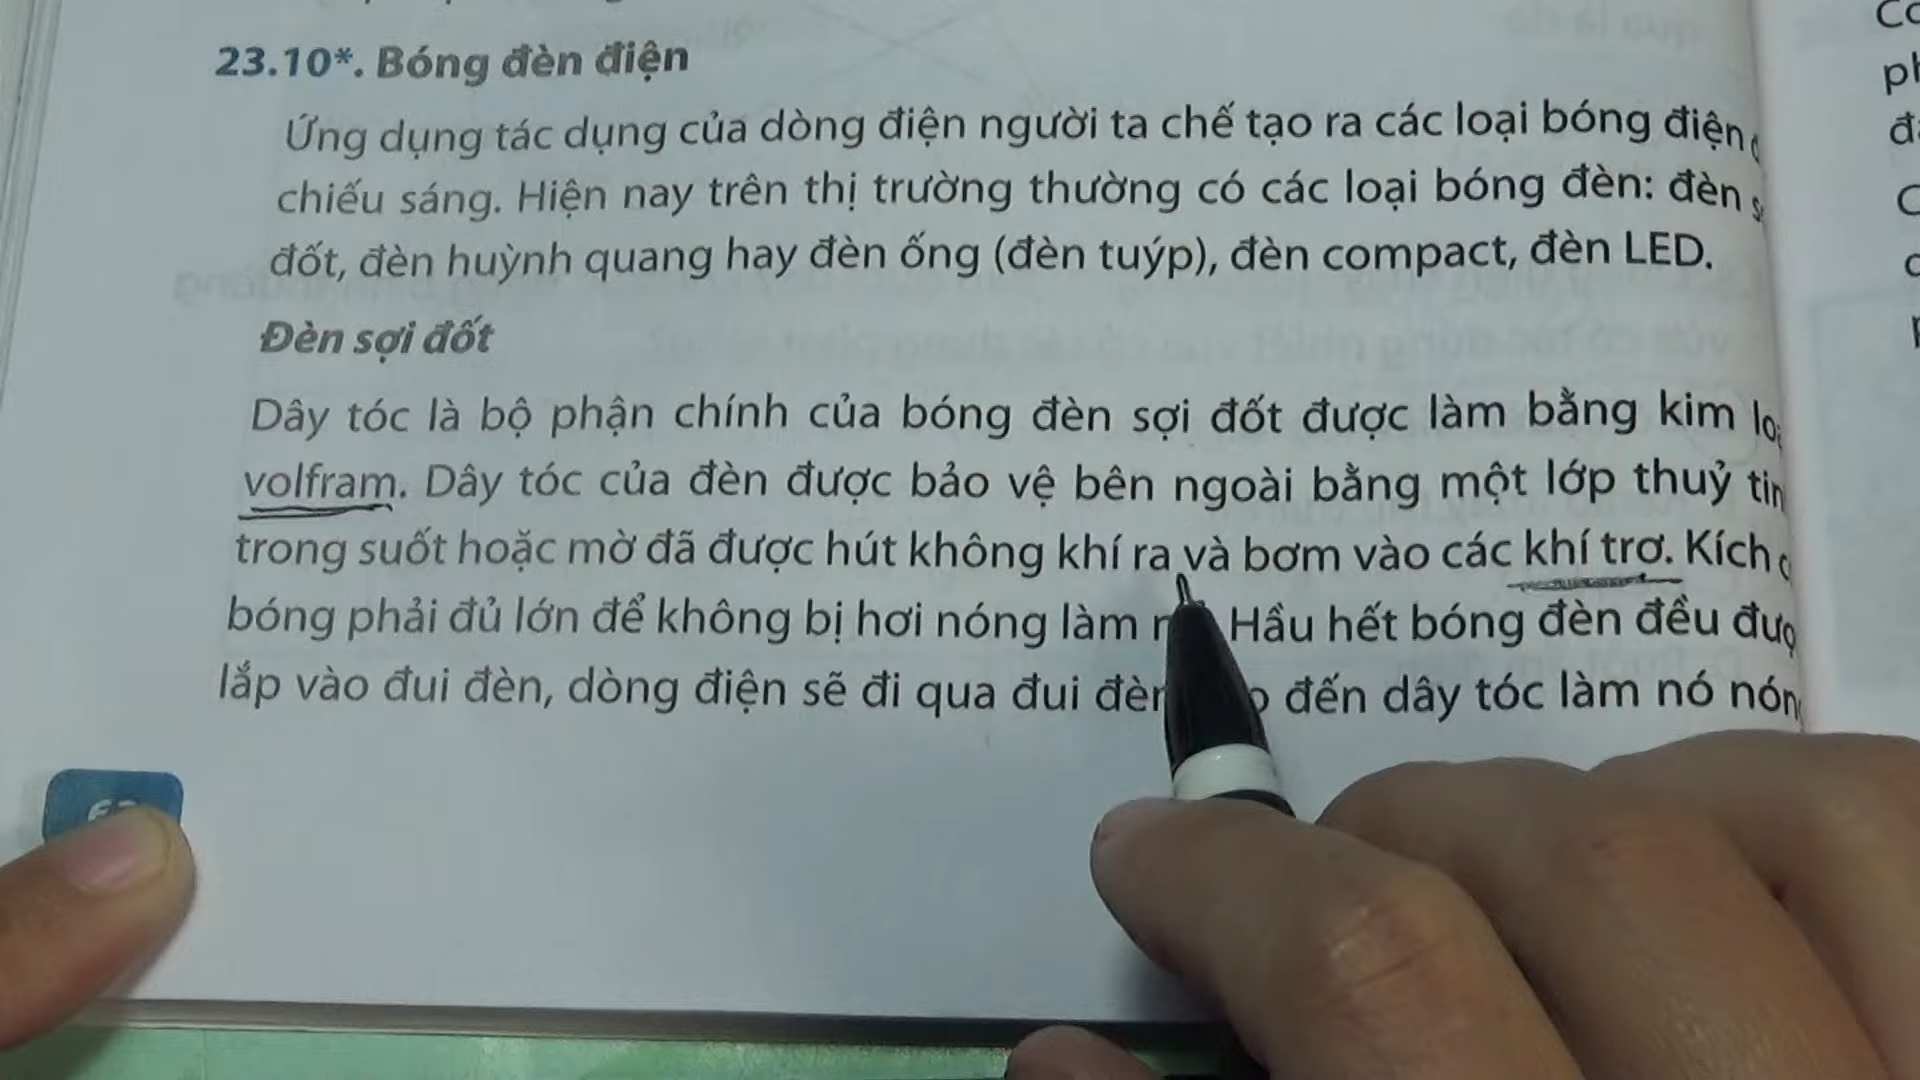 23.10*. Bóng đèn điện
Ứng dụng tác dụng của dòng điện người ta chế tạo ra các loại bóng điện
chiếu sáng. Hiện nay trên thị trường thường có các loại bóng đèn: đèn
đốt, đèn huỳnh quang hay đèn ống (đèn tuýp), đèn compact, đèn LED.
Đèn sợi đốt
Dây tóc là bộ phận chính của bóng đèn sợi đốt được làm bằng kim
volfram. Dây tóc của đèn được bảo vệ bên ngoài bằng một lớp thuỷ
trong suốt hoặc mờ đã được hút không khí ra và bơm vào các khí trơ. Kích
bóng phải đủ lớn để không bị hơi nóng làm Hầu hết bóng đèn đều
lắp vào đui đèn, dòng điện sẽ đi qua đui đèn đến dây tóc làm nó